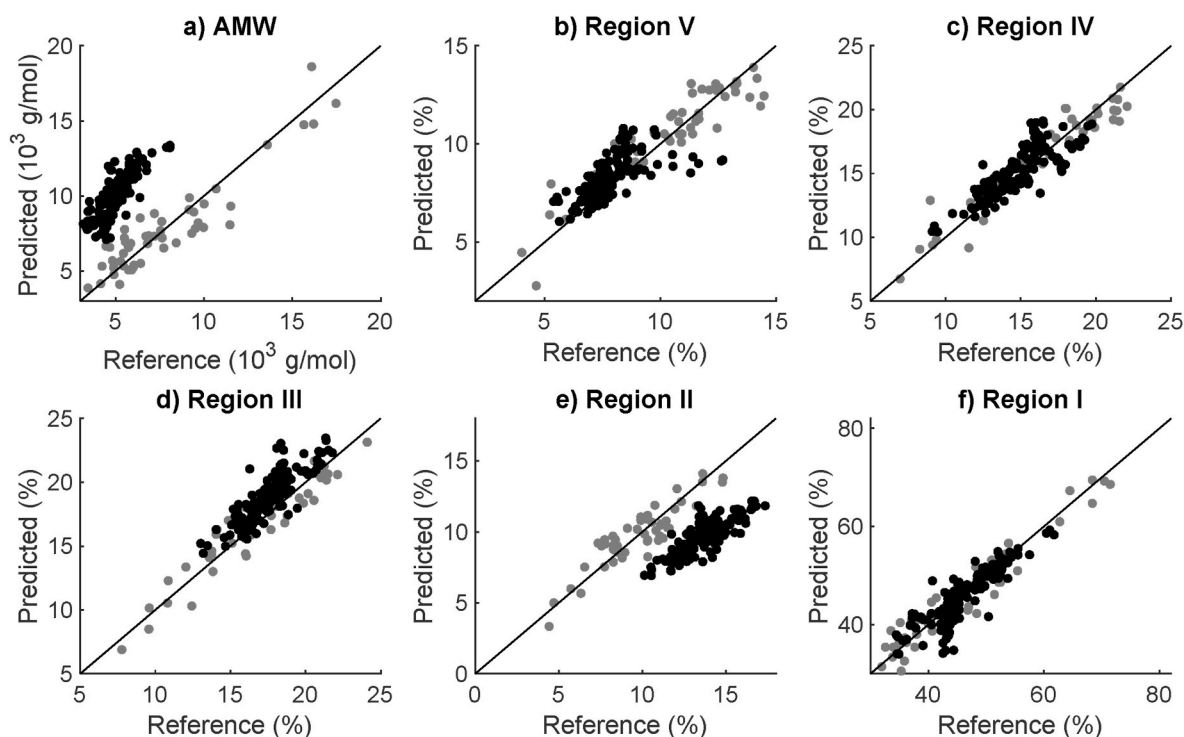 a) AMW
20
15
10
5
5
10
15
20
Predicted (10³ g/mol)
Reference (10³ g/mol)
b) Region V
15
10
5
5
10
15
Predicted (%)
Reference (%)
c) Region IV
25
20
15
10
5
5
10
15
20
25
Predicted (%)
Reference (%)
d) Region III
25
20
15
10
5
5
10
15
20
25
Predicted (%)
Reference (%)
e) Region II
15
10
5
0
0
5
10
15
Predicted (%)
Reference (%)
f) Region I
80
60
40
40
60
80
Predicted (%)
Reference (%)